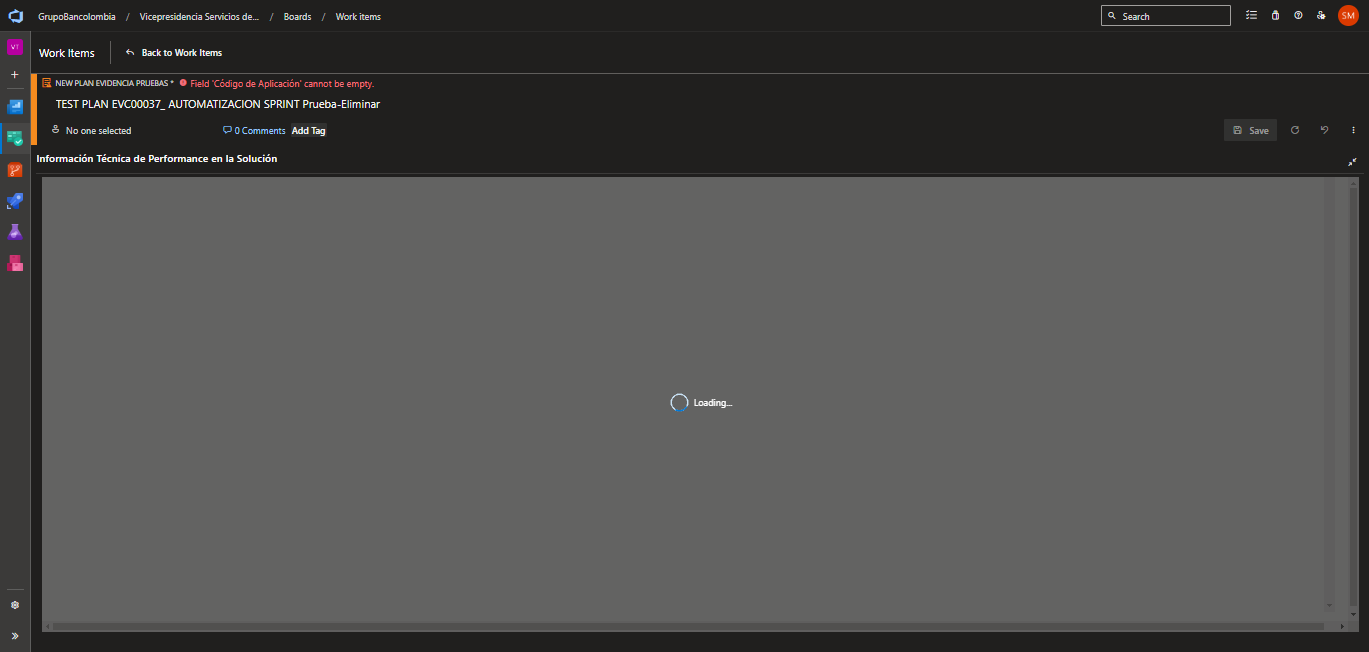 GrupoBancolombia / Vicepresidencia Servicios de... / Boards / Work items
Search
SM
VT
Work Items
Back to Work Items
NEW PLAN EVIDENCIA PRUEBAS * Field 'Código de Aplicación' cannot be empty.
TEST PLAN EVC00037_ AUTOMATIZACION SPRINT Prueba-Eliminar
No one selected
0 Comments
Add Tag
Save
Información Técnica de Performance en la Solución
Loading...